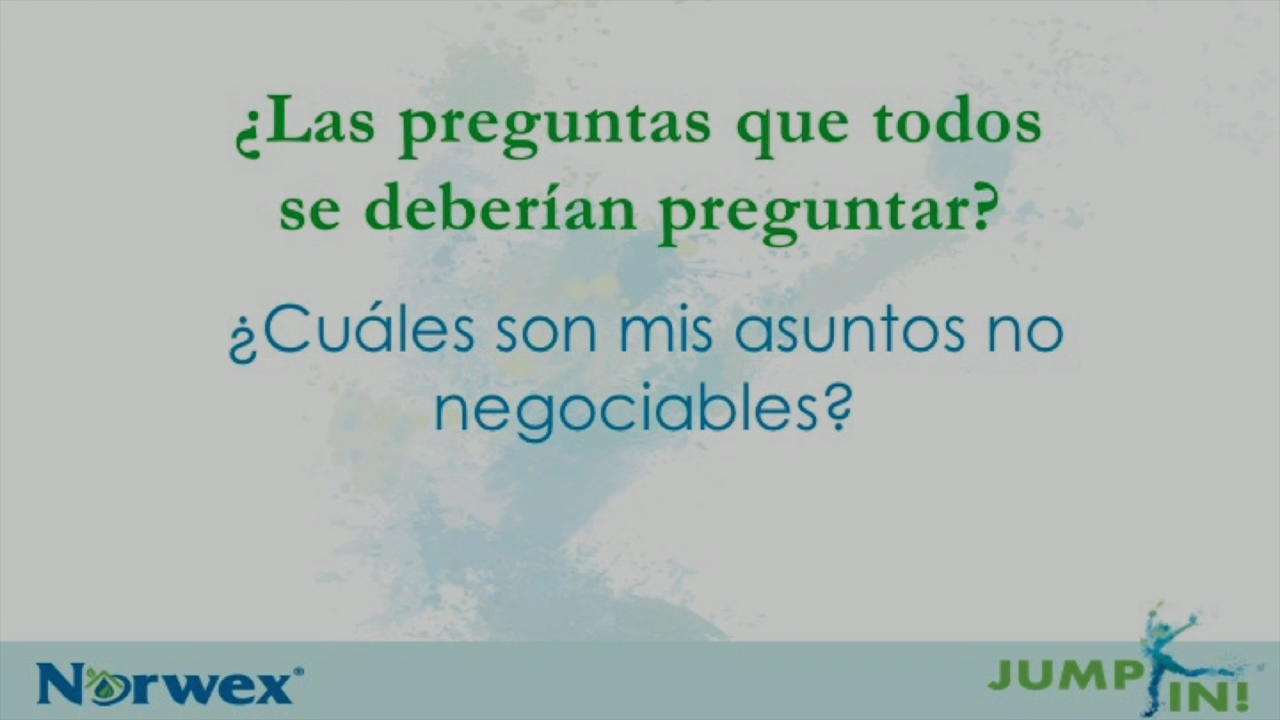 ¿Las preguntas que todos
se deberían preguntar?
¿Cuáles son mis asuntos no
negociables?
Norwex®
JUMP
IN!